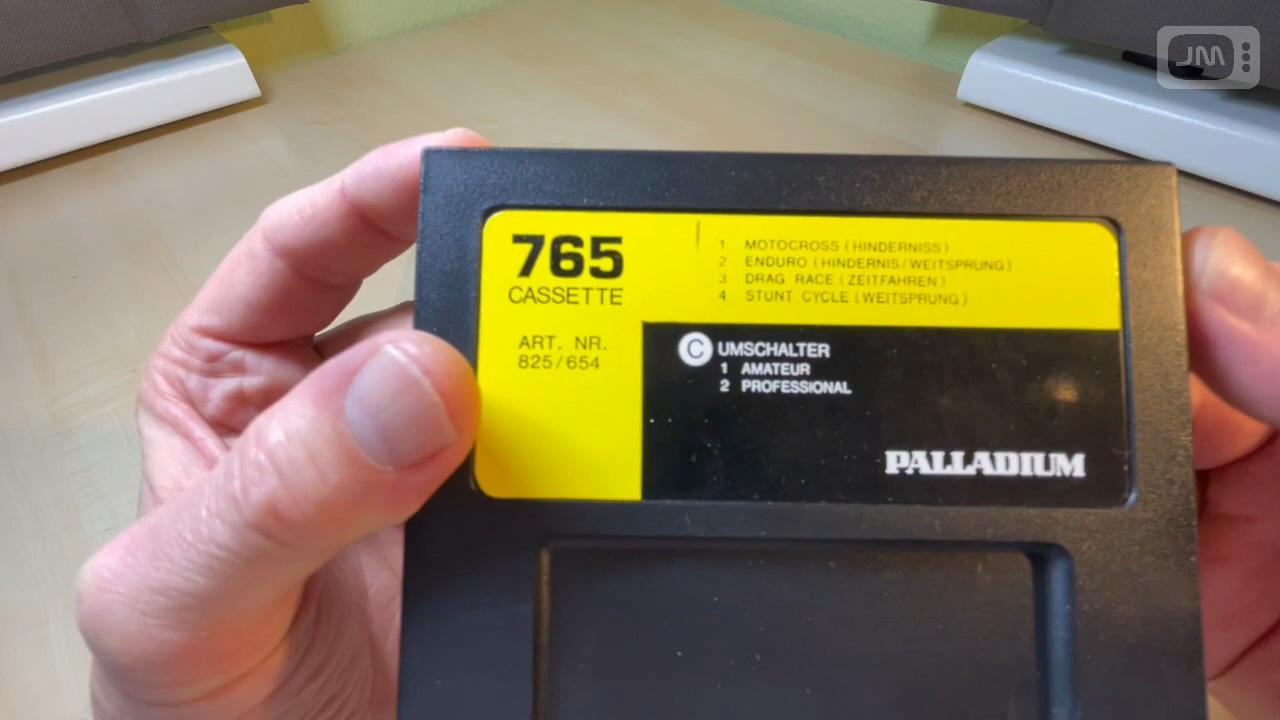 JM
765
CASSETTE
ART. NR.
825/654
1 MOTOCROSS (HINDERNISS)
2 ENDURO (HINDERNIS/WEITSPRUNG)
3 DRAG RACE (ZEITFAHREN)
4 STUNT CYCLE (WEITSPRUNG)
C UMSCHALTER
1 AMATEUR
2 PROFESSIONAL
PALLADIUM